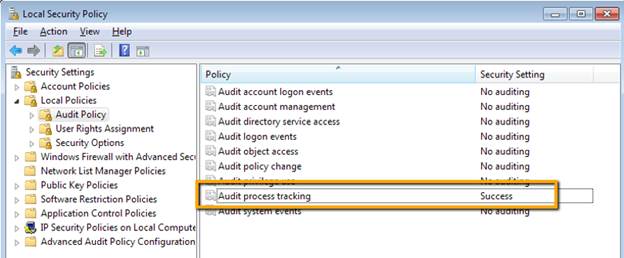 Local Security Policy
File Action View Help
Security Settings
Account Policies
Local Policies
Audit Policy
User Rights Assignment
Security Options
Windows Firewall with Advanced Sec
Network List Manager Policies
Public Key Policies
Software Restriction Policies
Application Control Policies
IP Security Policies on Local Compute
Advanced Audit Policy Configuration
Policy Security Setting
Audit account logon events No auditing
Audit account management No auditing
Audit directory service access No auditing
Audit logon events No auditing
Audit object access No auditing
Audit policy change No auditing
Audit privilege use No auditing
Audit process tracking Success
Audit system events No auditing